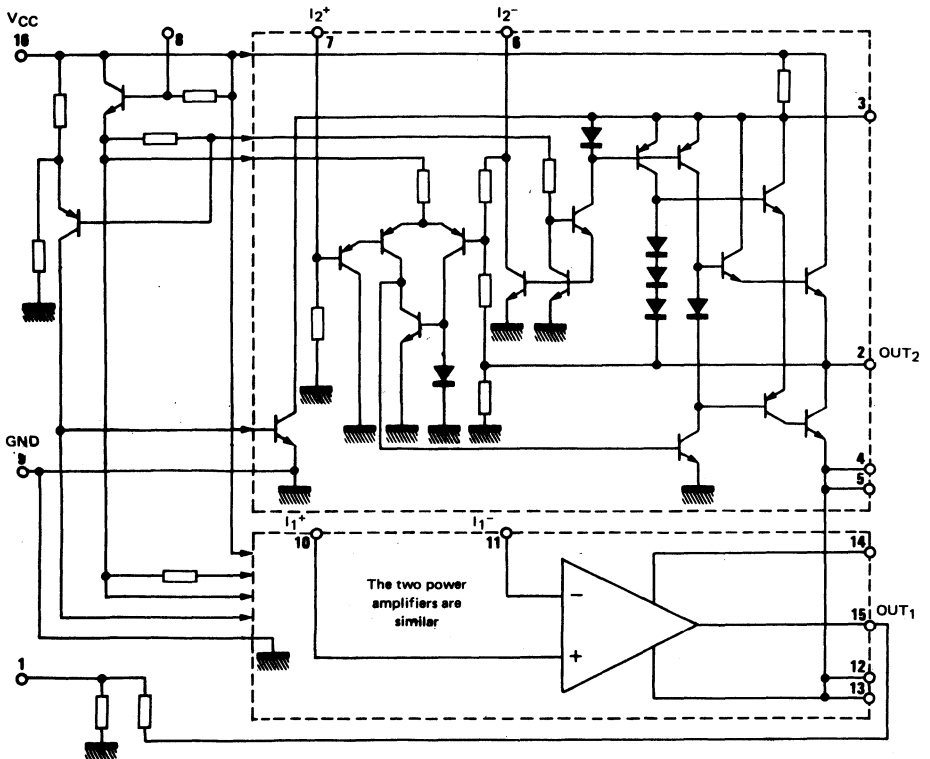 VCC
16
8
I2+
7
I2-
6
3
2
OUT2
GND
9
4
5
I1+
10
I1-
11
14
The two power
amplifiers are
similar
−
+
15
OUT1
12
13
1